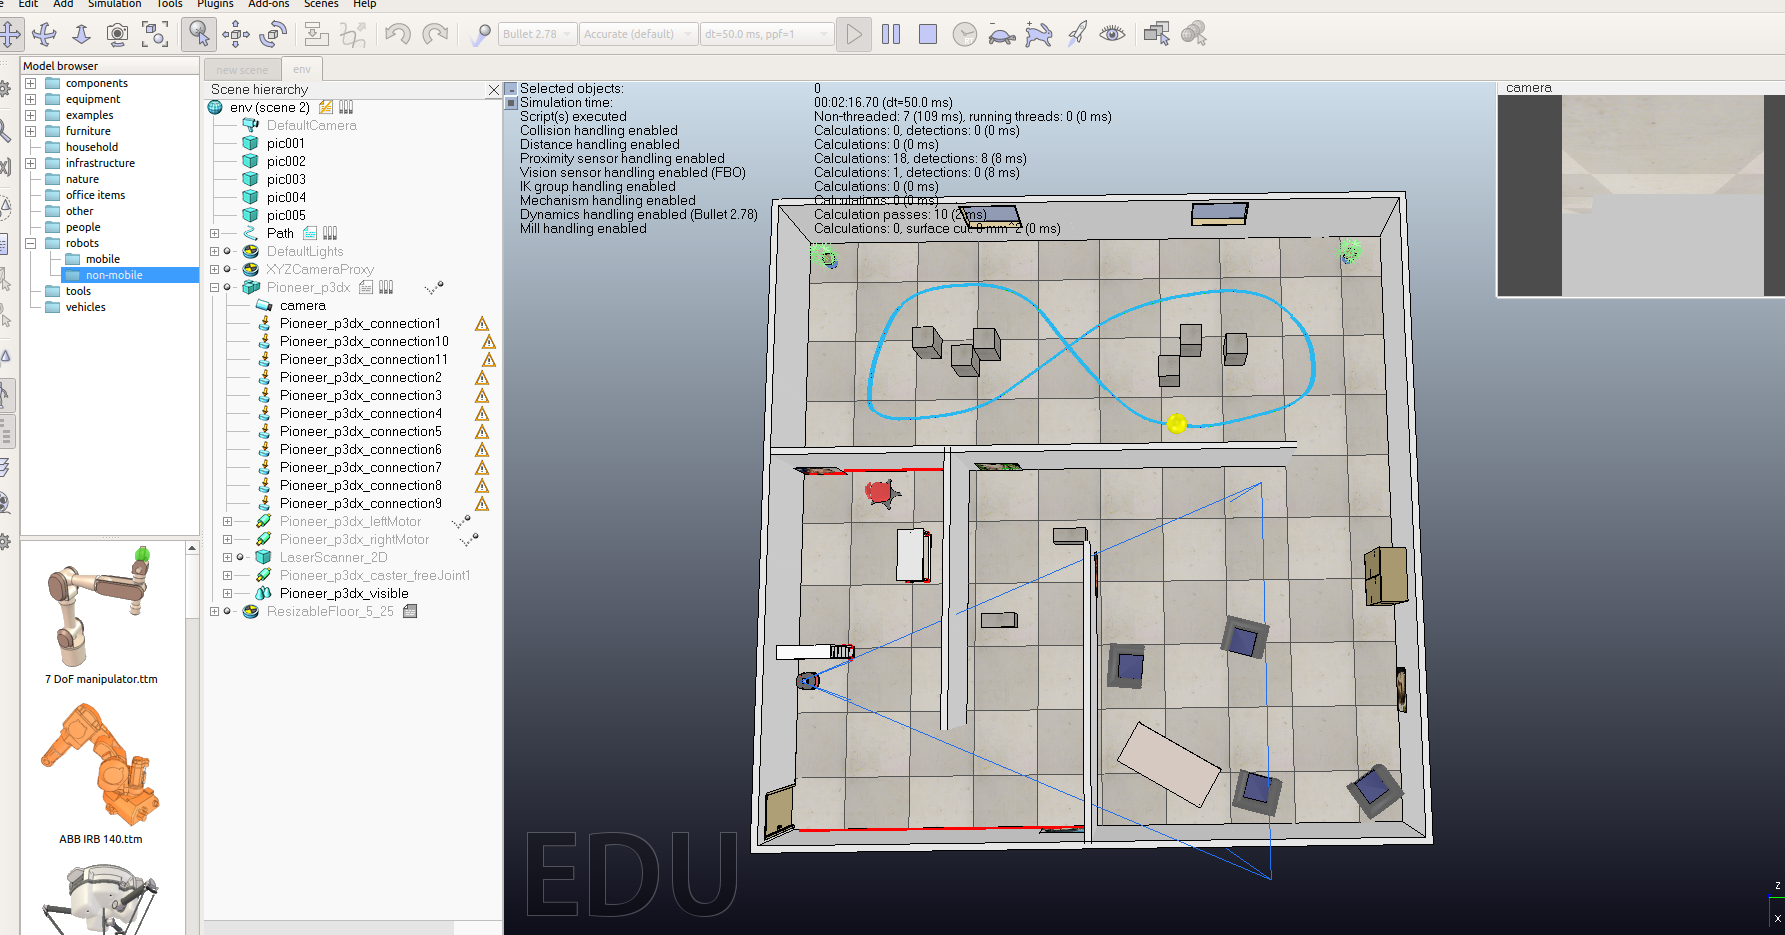 Edit Add Simulation Tools Plugins Add-ons Scenes Help
Bullet 2.78 Accurate (default) dt=50.0 ms, ppf=1
Model browser
components
equipment
examples
furniture
household
infrastructure
nature
office items
other
people
robots
mobile
non-mobile
tools
vehicles
7 DoF manipulator.ttm
ABB IRB 140.ttm
new scene env
Scene hierarchy
env (scene 2)
DefaultCamera
pic001
pic002
pic003
pic004
pic005
Path
DefaultLights
XYZCameraProxy
Pioneer_p3dx
camera
Pioneer_p3dx_connection1
Pioneer_p3dx_connection10
Pioneer_p3dx_connection11
Pioneer_p3dx_connection2
Pioneer_p3dx_connection3
Pioneer_p3dx_connection4
Pioneer_p3dx_connection5
Pioneer_p3dx_connection6
Pioneer_p3dx_connection7
Pioneer_p3dx_connection8
Pioneer_p3dx_connection9
Pioneer_p3dx_leftMotor
Pioneer_p3dx_rightMotor
LaserScanner_2D
Pioneer_p3dx_caster_freeJoint1
Pioneer_p3dx_visible
ResizableFloor_5_25
Selected objects: 0
Simulation time: 00:02:16.70 (dt=50.0 ms)
Script(s) executed Non-threaded: 7 (109 ms), running threads: 0 (0 ms)
Collision handling enabled Calculations: 0, detections: 0 (0 ms)
Distance handling enabled Calculations: 0 (0 ms)
Proximity sensor handling enabled Calculations: 18, detections: 8 (8 ms)
Vision sensor handling enabled (FBO) Calculations: 1, detections: 0 (8 ms)
IK group handling enabled Calculations: 0 (0 ms)
Mechanism handling enabled Calculations: 0 (0 ms)
Dynamics handling enabled (Bullet 2.78) Calculation passes: 10 (2 ms)
Mill handling enabled Calculations: 0, surface cut: 0 mm^2 (0 ms)
camera
EDU
z
x